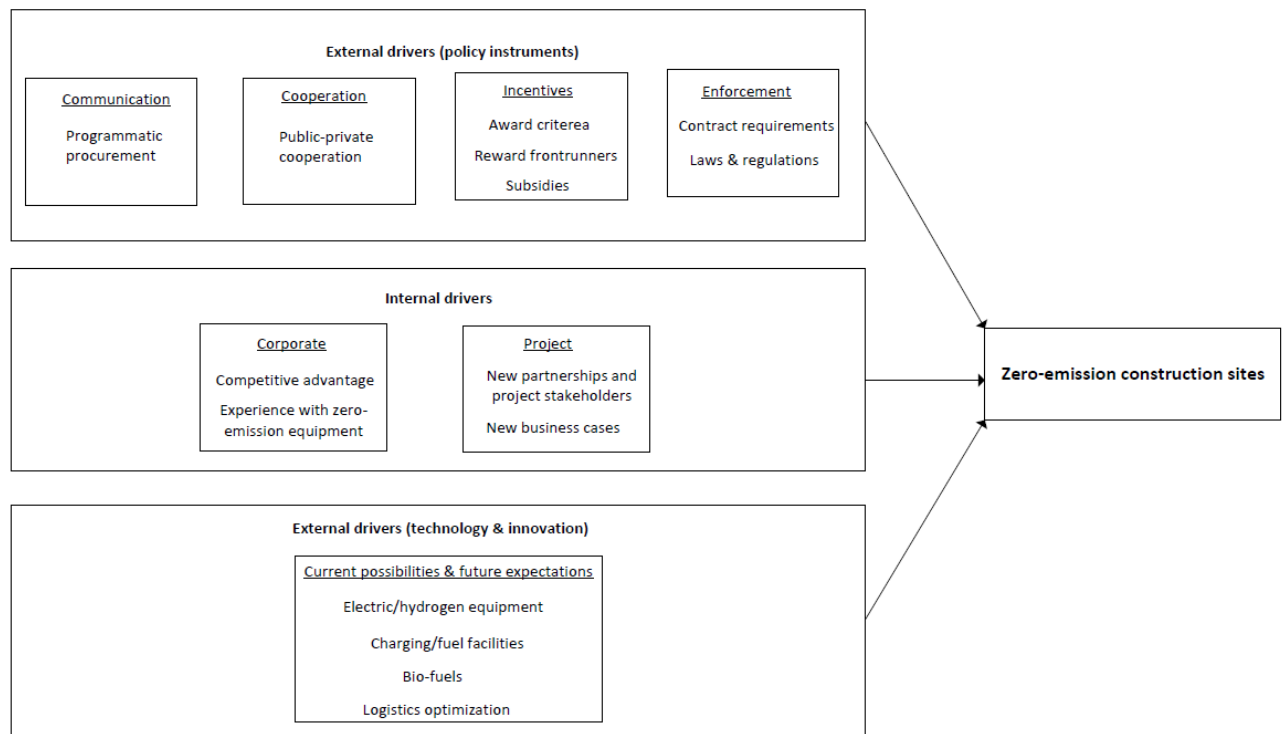 External drivers (policy instruments)
Communication
Programmatic
procurement
Cooperation
Public-private
cooperation
Incentives
Award criterea
Reward frontrunners
Subsidies
Enforcement
Contract requirements
Laws & regulations
Internal drivers
Corporate
Competitive advantage
Experience with zero-
emission equipment
Project
New partnerships and
project stakeholders
New business cases
Zero-emission construction sites
External drivers (technology & innovation)
Current possibilities & future expectations
Electric/hydrogen equipment
Charging/fuel facilities
Bio-fuels
Logistics optimization